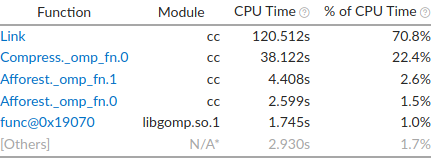 Function Module CPU Time ? % of CPU Time ?
Link cc 120.512s 70.8%
Compress._omp_fn.0 cc 38.122s 22.4%
Afforest._omp_fn.1 cc 4.408s 2.6%
Afforest._omp_fn.0 cc 2.599s 1.5%
func@0x19070 libgomp.so.1 1.745s 1.0%
[Others] N/A* 2.930s 1.7%